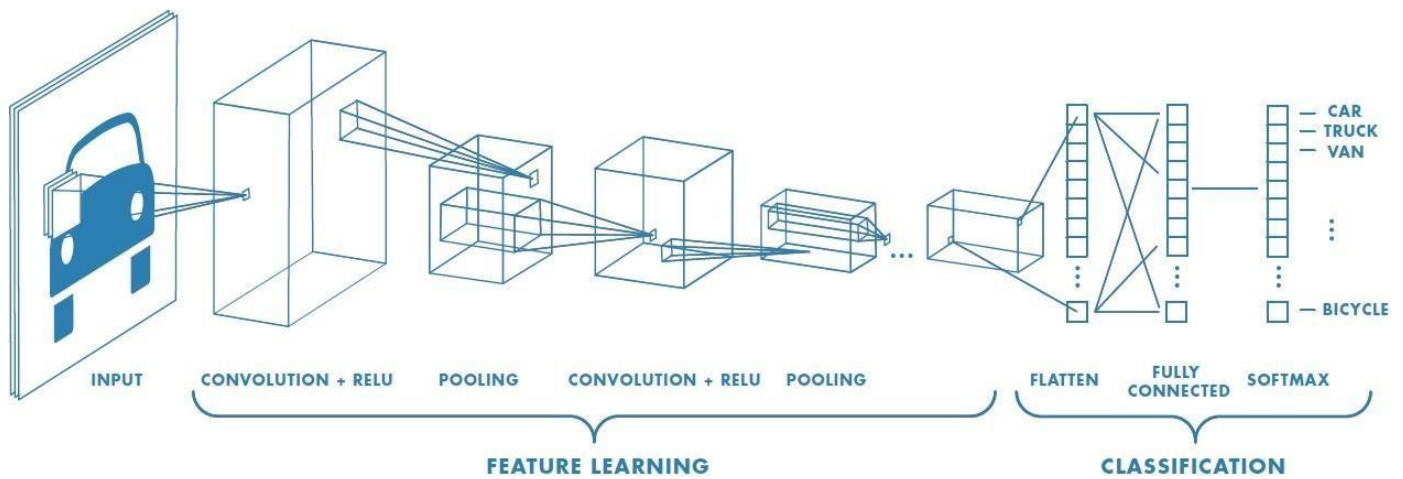 CAR
TRUCK
VAN
BICYCLE
INPUT
CONVOLUTION + RELU
POOLING
CONVOLUTION + RELU
POOLING
FLATTEN
FULLY
CONNECTED
SOFTMAX
FEATURE LEARNING
CLASSIFICATION